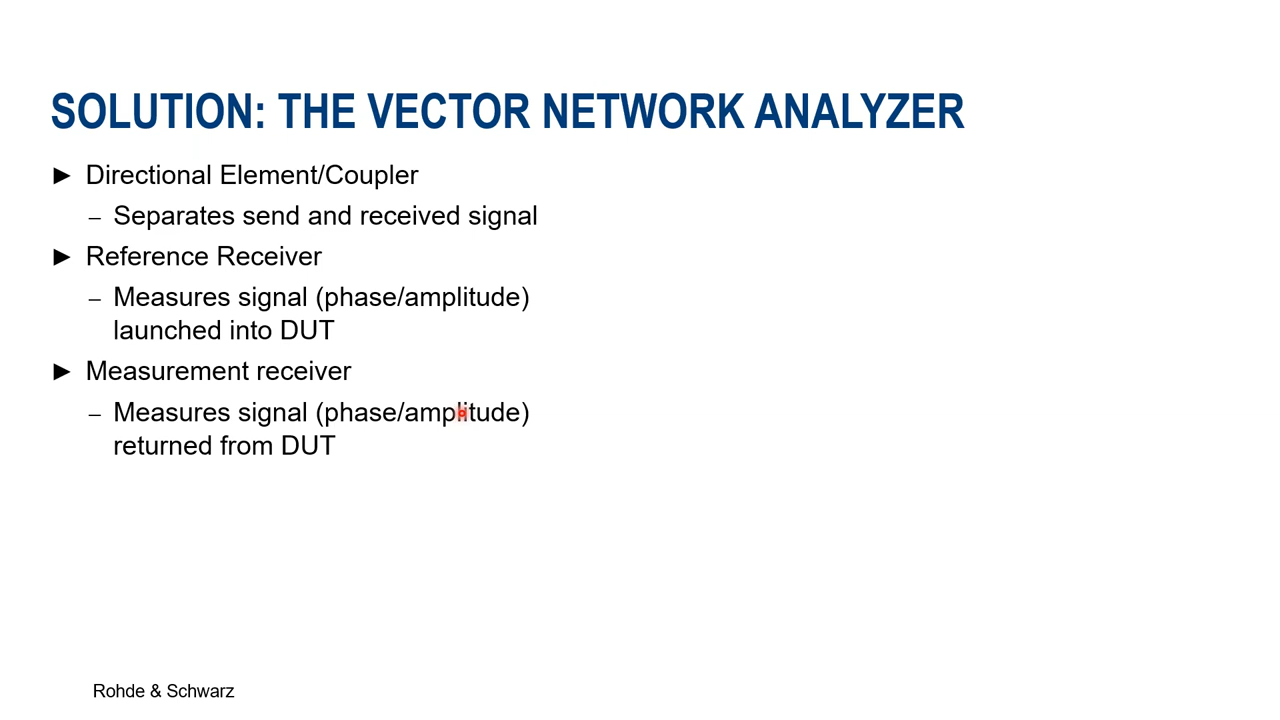 SOLUTION: THE VECTOR NETWORK ANALYZER
► Directional Element/Coupler
– Separates send and received signal
► Reference Receiver
– Measures signal (phase/amplitude)
launched into DUT
► Measurement receiver
– Measures signal (phase/amplitude)
returned from DUT
Rohde & Schwarz